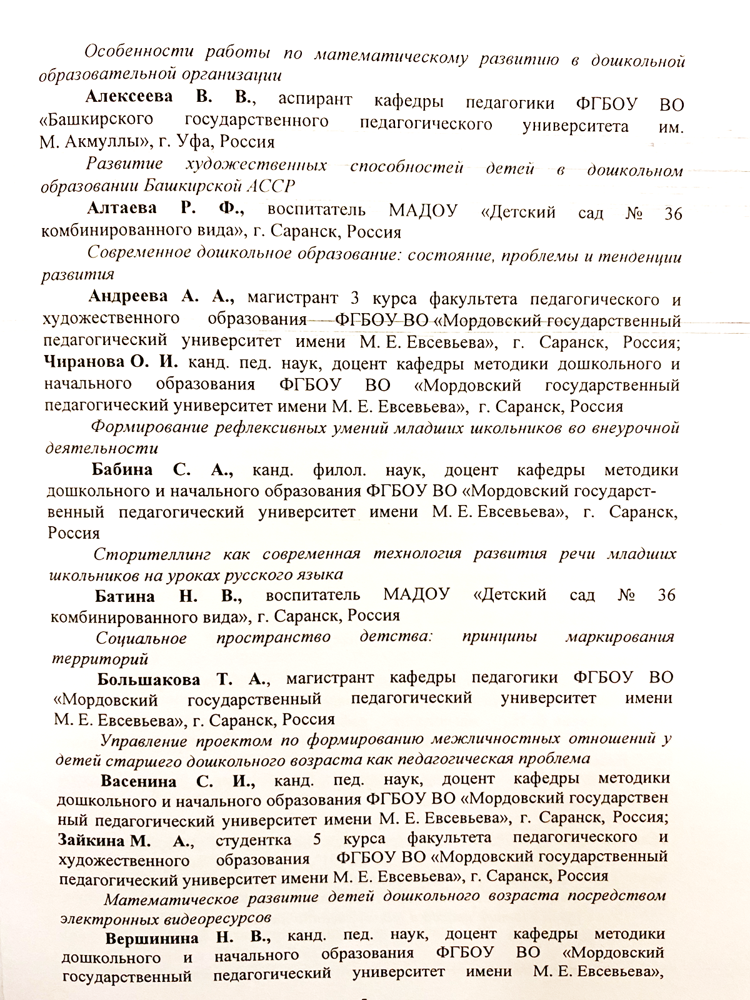 Особенности работы по математическому развитию в дошкольной
образовательной организации
Алексеева В. В., аспирант кафедры педагогики ФГБОУ ВО
«Башкирского государственного педагогического университета им.
М. Акмуллы», г. Уфа, Россия
Развитие художественных способностей детей в дошкольном
образовании Башкирской АССР
Алтаева Р. Ф., воспитатель МАДОУ «Детский сад № 36
комбинированного вида», г. Саранск, Россия
Современное дошкольное образование: состояние, проблемы и тенденции
развития
Андреева А. А., магистрант 3 курса факультета педагогического и
художественного образования ФГБОУ ВО «Мордовский государственный
педагогический университет имени М. Е. Евсевьева», г. Саранск, Россия;
Чиранова О. И. канд. пед. наук, доцент кафедры методики дошкольного и
начального образования ФГБОУ ВО «Мордовский государственный
педагогический университет имени М. Е. Евсевьева», г. Саранск, Россия
Формирование рефлексивных умений младших школьников во внеурочной
деятельности
Бабина С. А., канд. филол. наук, доцент кафедры методики
дошкольного и начального образования ФГБОУ ВО «Мордовский государст-
венный педагогический университет имени М. Е. Евсевьева», г. Саранск,
Россия
Сторителлинг как современная технология развития речи младших
школьников на уроках русского языка
Батина Н. В., воспитатель МАДОУ «Детский сад № 36
комбинированного вида», г. Саранск, Россия
Социальное пространство детства: принципы маркирования
территорий
Большакова Т. А., магистрант кафедры педагогики ФГБОУ ВО
«Мордовский государственный педагогический университет имени
М. Е. Евсевьева», г. Саранск, Россия
Управление проектом по формированию межличностных отношений у
детей старшего дошкольного возраста как педагогическая проблема
Васенина С. И., канд. пед. наук, доцент кафедры методики
дошкольного и начального образования ФГБОУ ВО «Мордовский государствен
ный педагогический университет имени М. Е. Евсевьева», г. Саранск, Россия;
Зайкина М. А., студентка 5 курса факультета педагогического и
художественного образования ФГБОУ ВО «Мордовский государственный
педагогический университет имени М. Е. Евсевьева», г. Саранск, Россия
Математическое развитие детей дошкольного возраста посредством
электронных видеоресурсов
Вершинина Н. В., канд. пед. наук, доцент кафедры методики
дошкольного и начального образования ФГБОУ ВО «Мордовский
государственный педагогический университет имени М. Е. Евсевьева»,